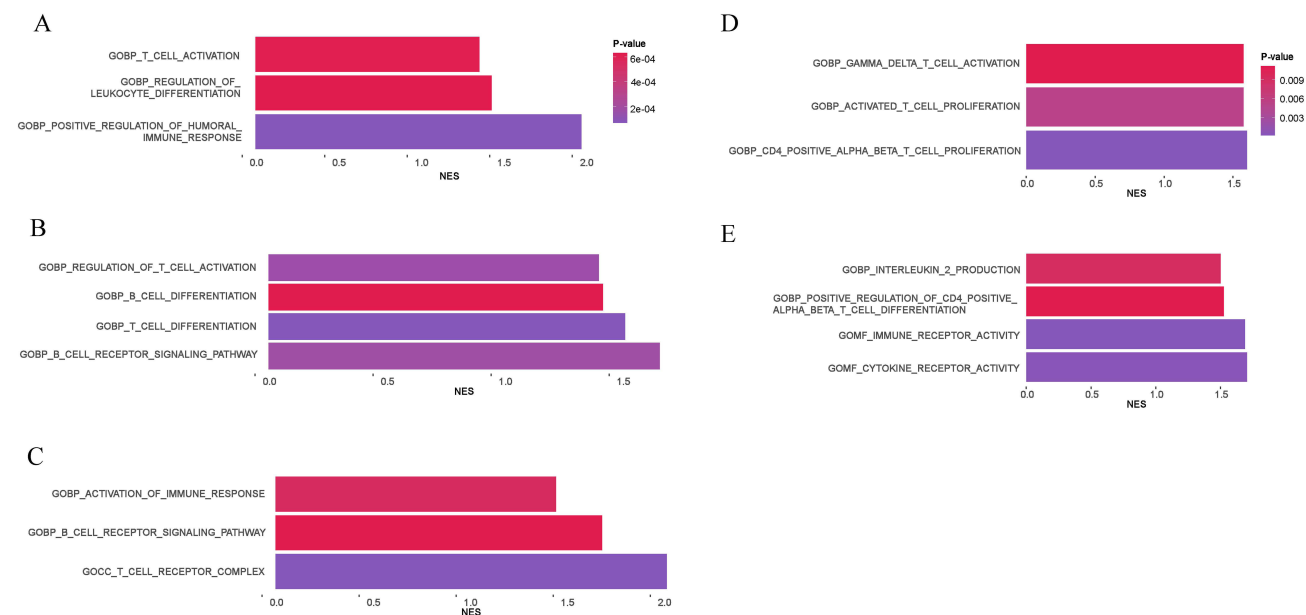 A
GOBP_T_CELL_ACTIVATION
GOBP_REGULATION_OF_
LEUKOCYTE_DIFFERENTIATION
GOBP_POSITIVE_REGULATION_OF_HUMORAL_
IMMUNE_RESPONSE
0.0 0.5 1.0 1.5 2.0
NES
P-value
6e-04
4e-04
2e-04
B
GOBP_REGULATION_OF_T_CELL_ACTIVATION
GOBP_B_CELL_DIFFERENTIATION
GOBP_T_CELL_DIFFERENTIATION
GOBP_B_CELL_RECEPTOR_SIGNALING_PATHWAY
0.0 0.5 1.0 1.5
NES
C
GOBP_ACTIVATION_OF_IMMUNE_RESPONSE
GOBP_B_CELL_RECEPTOR_SIGNALING_PATHWAY
GOCC_T_CELL_RECEPTOR_COMPLEX
0.0 0.5 1.0 1.5 2.0
NES
D
GOBP_GAMMA_DELTA_T_CELL_ACTIVATION
GOBP_ACTIVATED_T_CELL_PROLIFERATION
GOBP_CD4_POSITIVE_ALPHA_BETA_T_CELL_PROLIFERATION
0.0 0.5 1.0 1.5
NES
P-value
0.009
0.006
0.003
E
GOBP_INTERLEUKIN_2_PRODUCTION
GOBP_POSITIVE_REGULATION_OF_CD4_POSITIVE_
ALPHA_BETA_T_CELL_DIFFERENTIATION
GOMF_IMMUNE_RECEPTOR_ACTIVITY
GOMF_CYTOKINE_RECEPTOR_ACTIVITY
0.0 0.5 1.0 1.5
NES